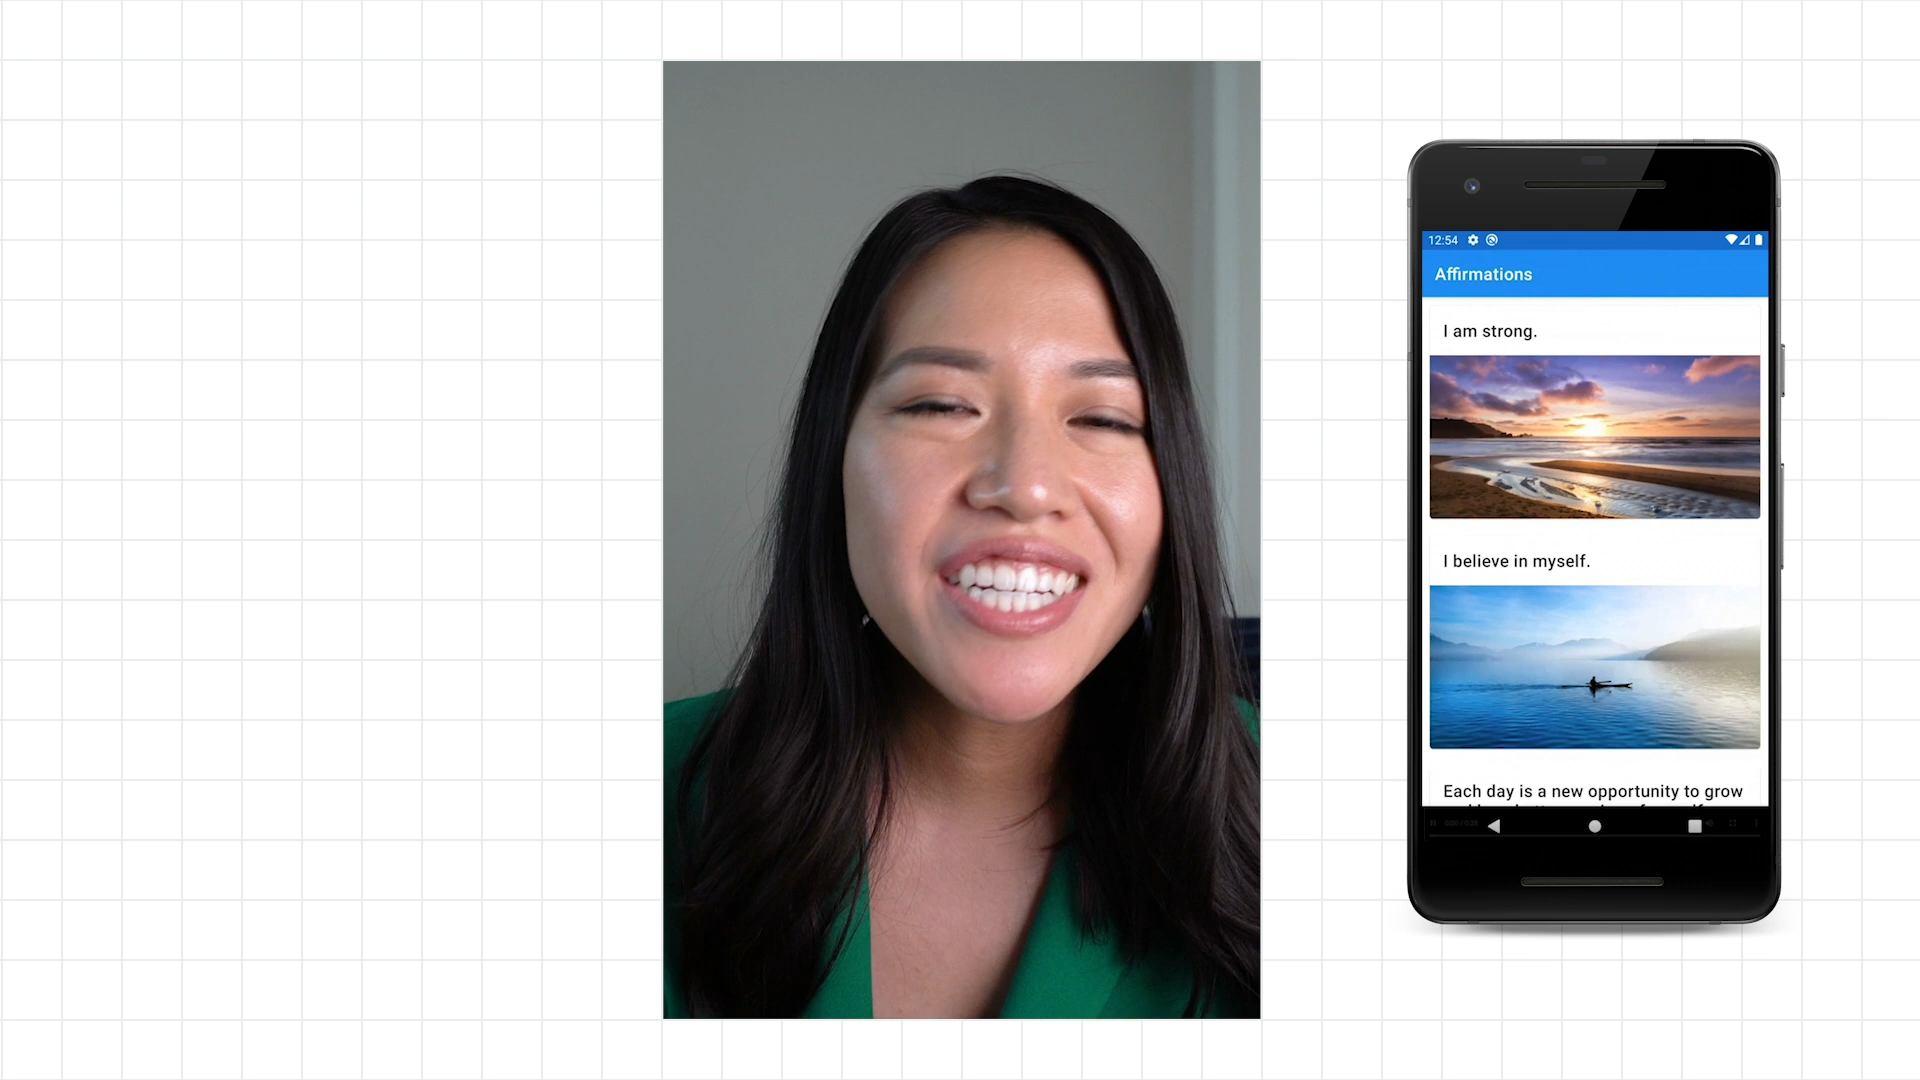 12:54
Affirmations
I am strong.
I believe in myself.
Each day is a new opportunity to grow